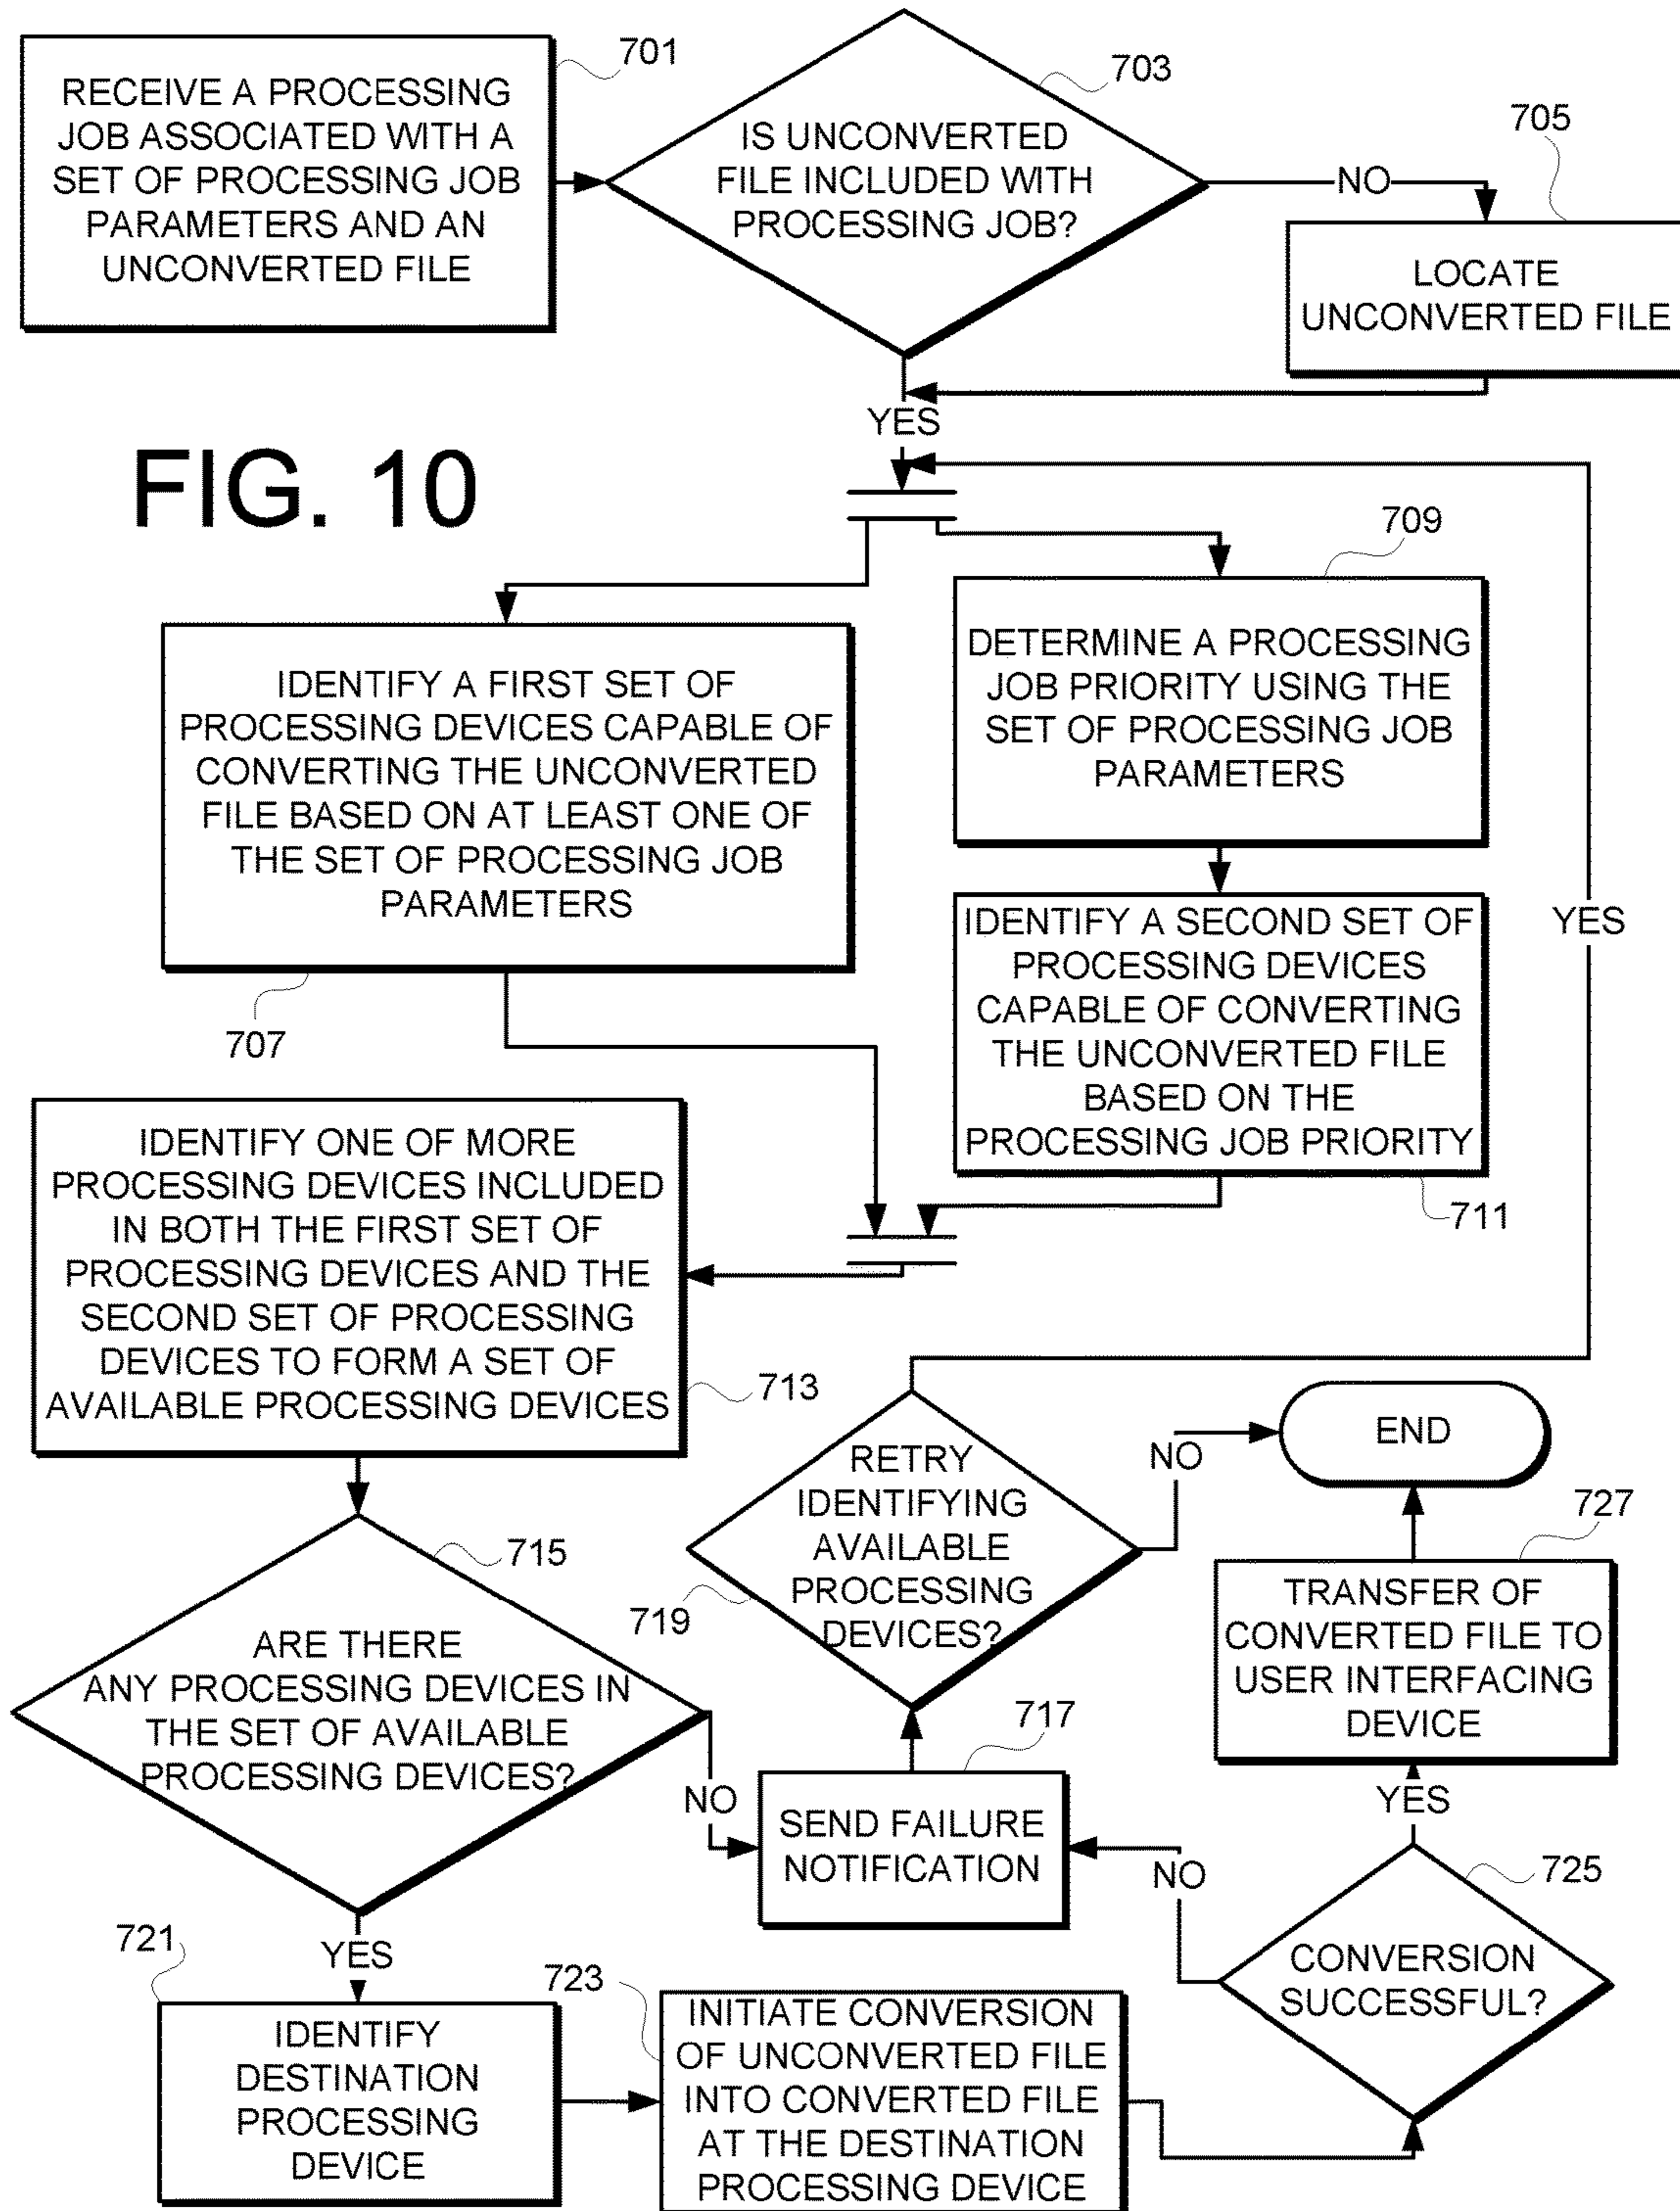 701
RECEIVE A PROCESSING
JOB ASSOCIATED WITH A
SET OF PROCESSING JOB
PARAMETERS AND AN
UNCONVERTED FILE
703
IS UNCONVERTED
FILE INCLUDED WITH
PROCESSING JOB?
NO
705
LOCATE
UNCONVERTED FILE
YES
FIG. 10
709
DETERMINE A PROCESSING
JOB PRIORITY USING THE
SET OF PROCESSING JOB
PARAMETERS
IDENTIFY A FIRST SET OF
PROCESSING DEVICES CAPABLE OF
CONVERTING THE UNCONVERTED
FILE BASED ON AT LEAST ONE OF
THE SET OF PROCESSING JOB
PARAMETERS
707
IDENTIFY A SECOND SET OF
PROCESSING DEVICES
CAPABLE OF CONVERTING
THE UNCONVERTED FILE
BASED ON THE
PROCESSING JOB PRIORITY
711
YES
IDENTIFY ONE OF MORE
PROCESSING DEVICES INCLUDED
IN BOTH THE FIRST SET OF
PROCESSING DEVICES AND THE
SECOND SET OF PROCESSING
DEVICES TO FORM A SET OF
AVAILABLE PROCESSING DEVICES
713
RETRY
IDENTIFYING
AVAILABLE
PROCESSING
DEVICES?
719
NO
END
715
ARE THERE
ANY PROCESSING DEVICES IN
THE SET OF AVAILABLE
PROCESSING DEVICES?
NO
717
SEND FAILURE
NOTIFICATION
727
TRANSFER OF
CONVERTED FILE TO
USER INTERFACING
DEVICE
YES
NO
725
CONVERSION
SUCCESSFUL?
YES
721
IDENTIFY
DESTINATION
PROCESSING
DEVICE
723
INITIATE CONVERSION
OF UNCONVERTED FILE
INTO CONVERTED FILE
AT THE DESTINATION
PROCESSING DEVICE